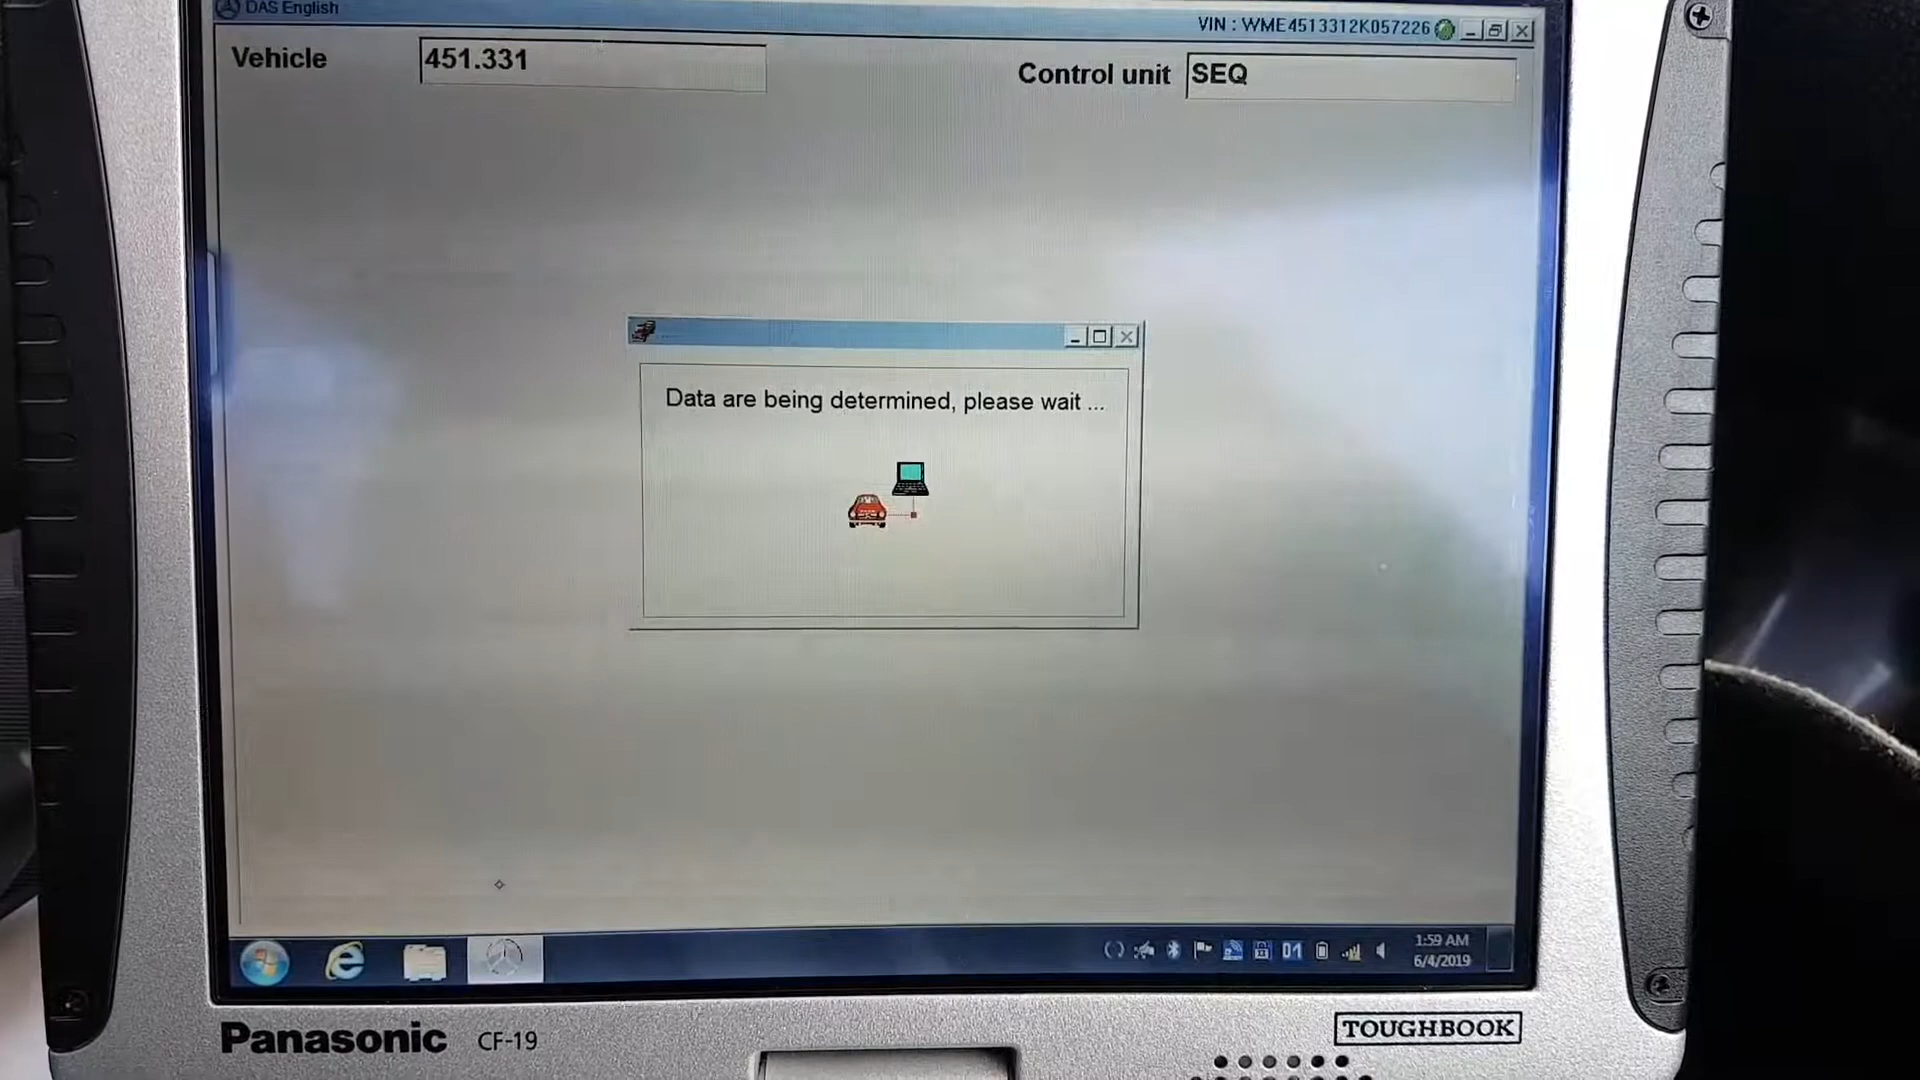 DAS English
VIN : WME4513312K057226
Vehicle 451.331
Control unit SEQ
Data are being determined, please wait ...
01
1:59 AM
6/4/2019
Panasonic CF-19
TOUGHBOOK